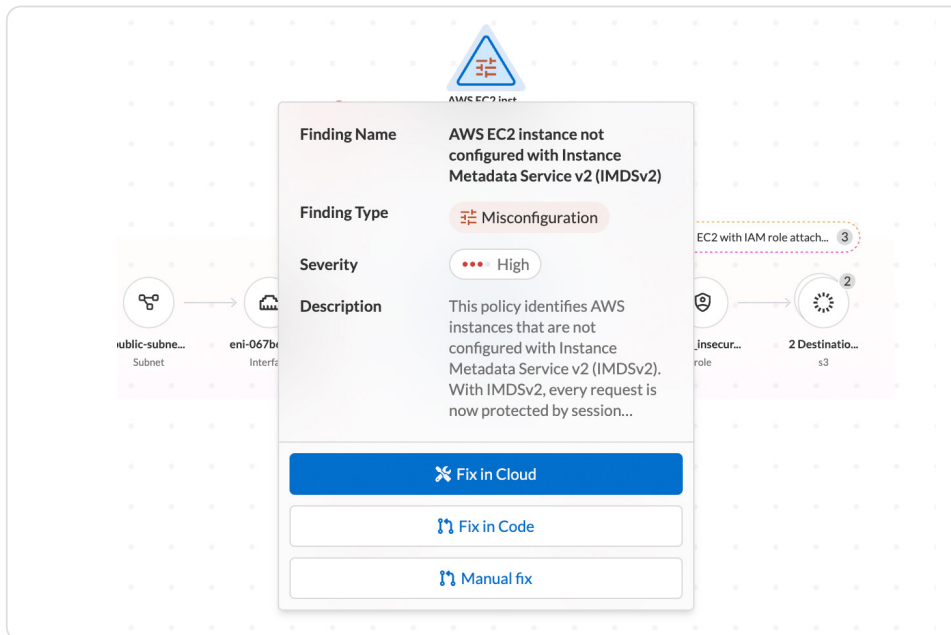 AWS EC2 inst
Finding Name
AWS EC2 instance not
configured with Instance
Metadata Service v2 (IMDSv2)
Finding Type
Misconfiguration
Severity
High
Description
This policy identifies AWS
instances that are not
configured with Instance
Metadata Service v2 (IMDSv2).
With IMDSv2, every request is
now protected by session...
Fix in Cloud
Fix in Code
Manual fix
ublic-subne...
Subnet
eni-067b
Interfa
EC2 with IAM role attach... 3
_insecur...
role
2
2 Destinatio...
s3